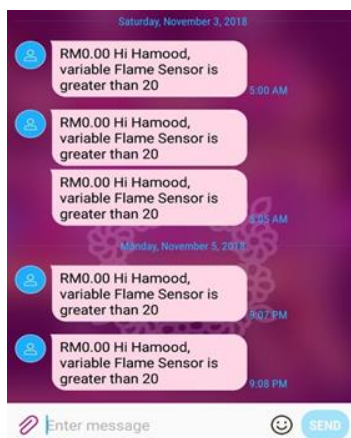 Saturday, November 3, 2018
RM0.00 Hi Hamood,
variable Flame Sensor is
greater than 20
5:00 AM
RM0.00 Hi Hamood,
variable Flame Sensor is
greater than 20
RM0.00 Hi Hamood,
variable Flame Sensor is
greater than 20
5:05 AM
Monday, November 5, 2018
RM0.00 Hi Hamood,
variable Flame Sensor is
greater than 20
9:07 PM
RM0.00 Hi Hamood,
variable Flame Sensor is
greater than 20
9:08 PM
Enter message
SEND